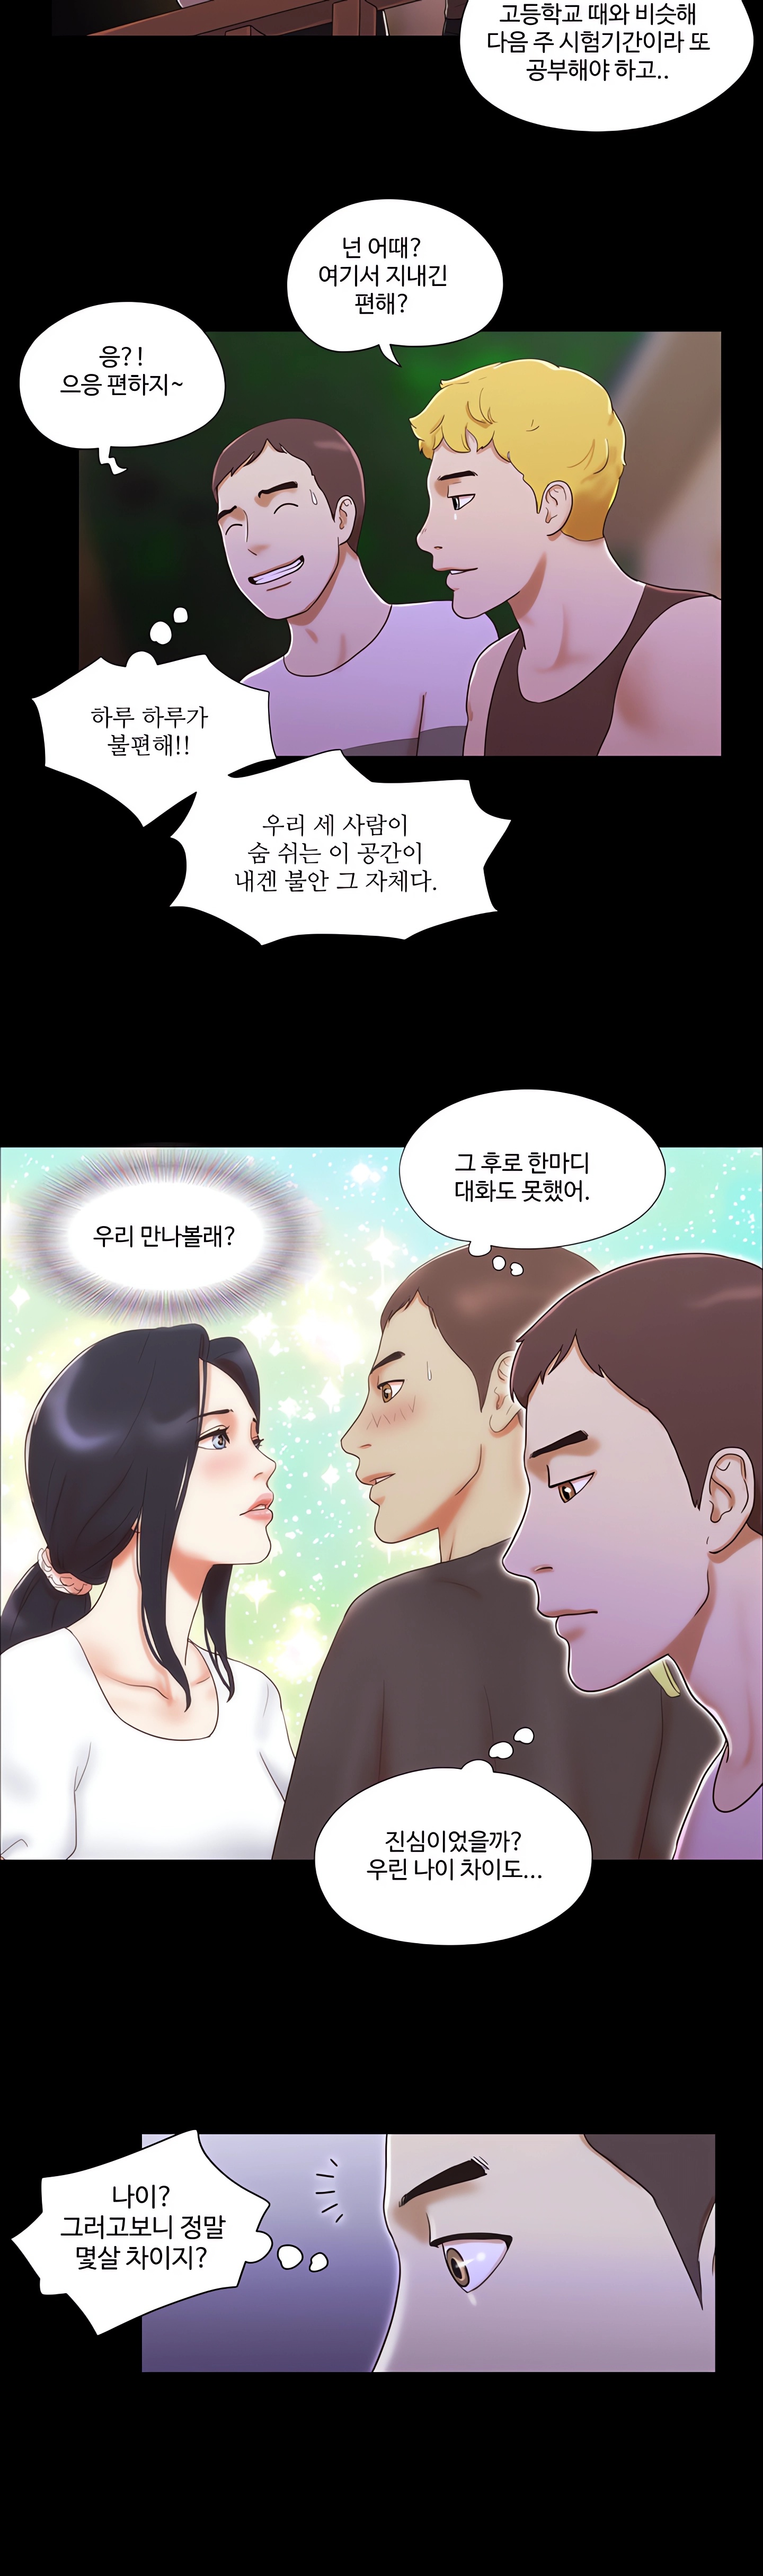 고등학교 때와 비슷해
다음 주 시험기간이라 또
공부해야 하고..
넌 어때?
여기서 지내긴
편해?
응?!
으응 편하지~
하루 하루가
불편해!!
우리 세 사람이
숨 쉬는 이 공간이
내겐 불안 그 자체다.
그 후로 한마디
대화도 못했어.
우리 만나볼래?
진심이었을까?
우린 나이 차이도...
나이?
그러고보니 정말
몇살 차이지?